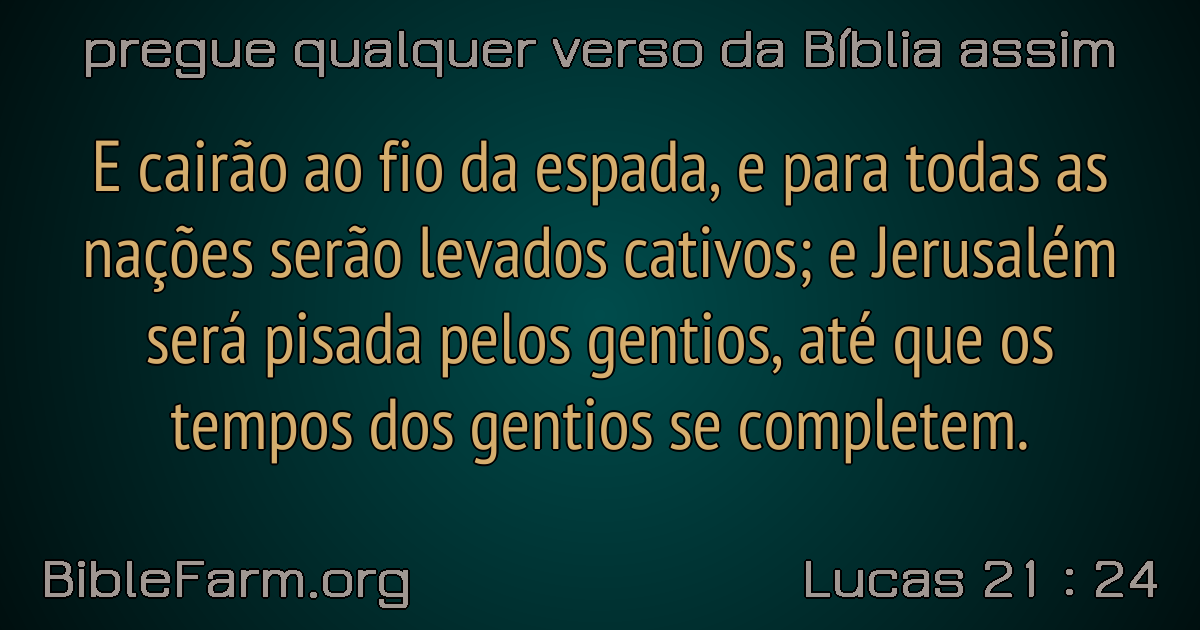 pregue qualquer verso da Bíblia assim
E cairão ao fio da espada, e para todas as
nações serão levados cativos; e Jerusalém
será pisada pelos gentios, até que os
tempos dos gentios se completem.
BibleFarm.org
Lucas 21 : 24